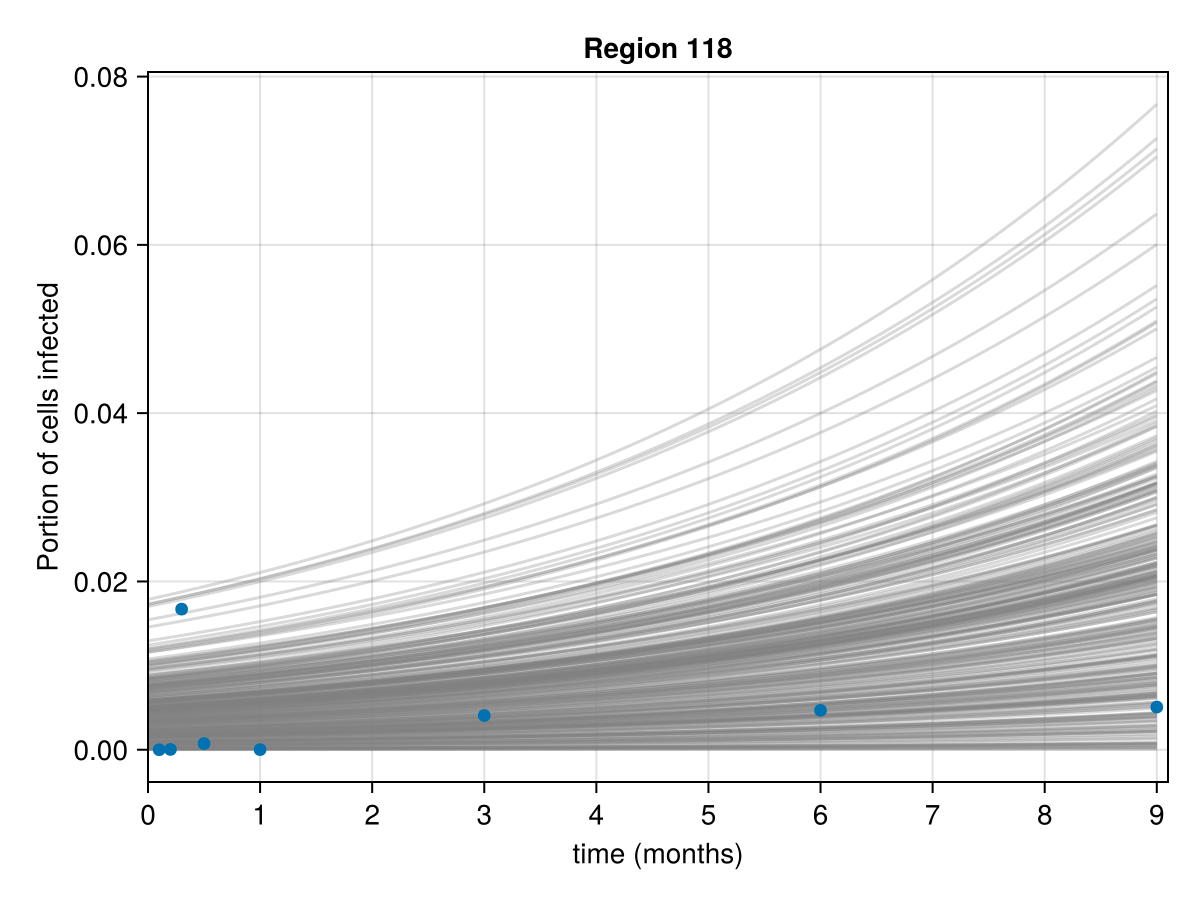 Region 118
Portion of cells infected
0.08
0.06
0.04
0.02
0.00
0 1 2 3 4 5 6 7 8 9
time (months)